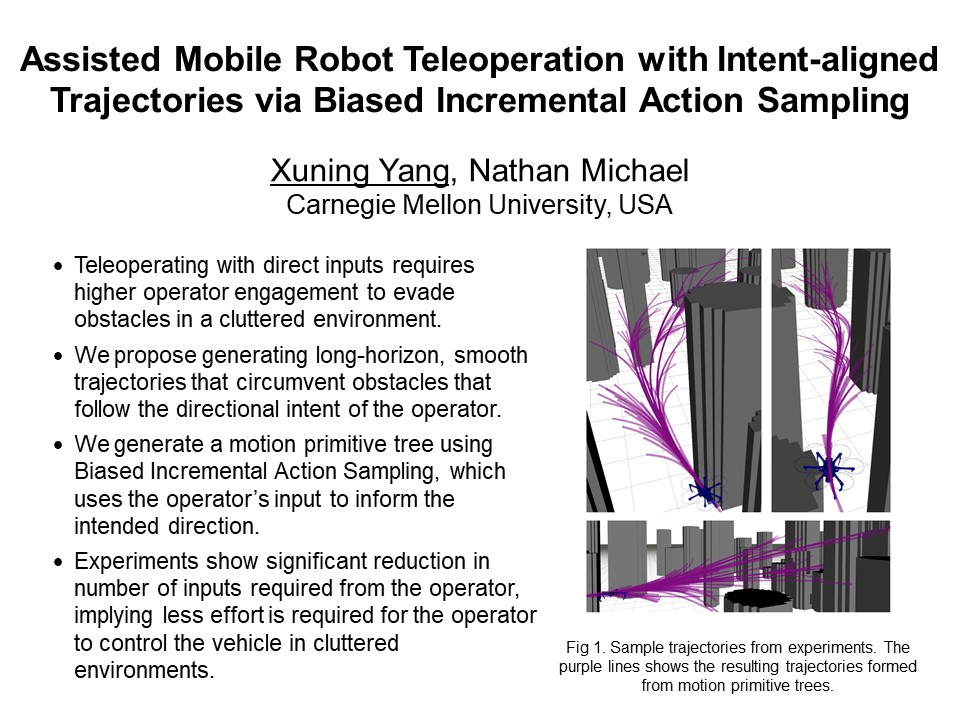 Assisted Mobile Robot Teleoperation with Intent-aligned
Trajectories via Biased Incremental Action Sampling
Xuning Yang, Nathan Michael
Carnegie Mellon University, USA
• Teleoperating with direct inputs requires
higher operator engagement to evade
obstacles in a cluttered environment.
• We propose generating long-horizon, smooth
trajectories that circumvent obstacles that
follow the directional intent of the operator.
• We generate a motion primitive tree using
Biased Incremental Action Sampling, which
uses the operator’s input to inform the
intended direction.
• Experiments show significant reduction in
number of inputs required from the operator,
implying less effort is required for the operator
to control the vehicle in cluttered
environments.
Fig 1. Sample trajectories from experiments. The
purple lines shows the resulting trajectories formed
from motion primitive trees.